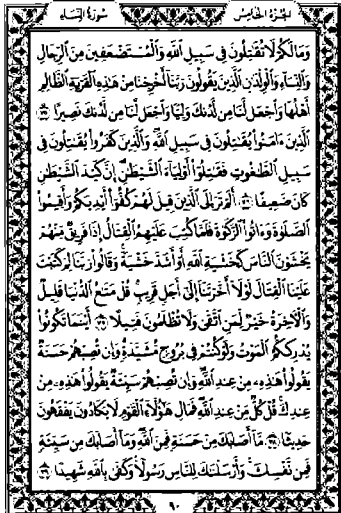 الجزء الخامس سورة النساء
وَمَا لَكُمْ لَا تُقَٰتِلُونَ فِى سَبِيلِ ٱللَّهِ وَٱلْمُسْتَضْعَفِينَ مِنَ ٱلرِّجَالِ
وَٱلنِّسَآءِ وَٱلْوِلْدَٰنِ ٱلَّذِينَ يَقُولُونَ رَبَّنَآ أَخْرِجْنَا مِنْ هَٰذِهِ ٱلْقَرْيَةِ ٱلظَّالِمِ
أَهْلُهَا وَٱجْعَل لَّنَا مِن لَّدُنكَ وَلِيًّا وَٱجْعَل لَّنَا مِن لَّدُنكَ نَصِيرًا ٧٥
ٱلَّذِينَ ءَامَنُوا۟ يُقَٰتِلُونَ فِى سَبِيلِ ٱللَّهِ وَٱلَّذِينَ كَفَرُوا۟ يُقَٰتِلُونَ فِى
سَبِيلِ ٱلطَّٰغُوتِ فَقَٰتِلُوٓا۟ أَوْلِيَآءَ ٱلشَّيْطَٰنِ إِنَّ كَيْدَ ٱلشَّيْطَٰنِ
كَانَ ضَعِيفًا ٧٦ أَلَمْ تَرَ إِلَى ٱلَّذِينَ قِيلَ لَهُمْ كُفُّوٓا۟ أَيْدِيَكُمْ وَأَقِيمُوا۟
ٱلصَّلَوٰةَ وَءَاتُوا۟ ٱلزَّكَوٰةَ فَلَمَّا كُتِبَ عَلَيْهِمُ ٱلْقِتَالُ إِذَا فَرِيقٌ مِّنْهُمْ
يَخْشَوْنَ ٱلنَّاسَ كَخَشْيَةِ ٱللَّهِ أَوْ أَشَدَّ خَشْيَةً وَقَالُوا۟ رَبَّنَا لِمَ كَتَبْتَ
عَلَيْنَا ٱلْقِتَالَ لَوْلَآ أَخَّرْتَنَآ إِلَىٰٓ أَجَلٍ قَرِيبٍ قُلْ مَتَٰعُ ٱلدُّنْيَا قَلِيلٌ
وَٱلْءَاخِرَةُ خَيْرٌ لِّمَنِ ٱتَّقَىٰ وَلَا تُظْلَمُونَ فَتِيلًا ٧٧ أَيْنَمَا تَكُونُوا۟
يُدْرِككُّمُ ٱلْمَوْتُ وَلَوْ كُنتُمْ فِى بُرُوجٍ مُّشَيَّدَةٍ وَإِن تُصِبْهُمْ حَسَنَةٌ
يَقُولُوا۟ هَٰذِهِۦ مِنْ عِندِ ٱللَّهِ وَإِن تُصِبْهُمْ سَيِّئَةٌ يَقُولُوا۟ هَٰذِهِۦ مِنْ
عِندِكَ قُلْ كُلٌّ مِّنْ عِندِ ٱللَّهِ فَمَالِ هَٰٓؤُلَآءِ ٱلْقَوْمِ لَا يَكَادُونَ يَفْقَهُونَ
حَدِيثًا ٧٨ مَّآ أَصَابَكَ مِنْ حَسَنَةٍ فَمِنَ ٱللَّهِ وَمَآ أَصَابَكَ مِن سَيِّئَةٍ
فَمِن نَّفْسِكَ وَأَرْسَلْنَٰكَ لِلنَّاسِ رَسُولًا وَكَفَىٰ بِٱللَّهِ شَهِيدًا ٧٩
٩٠